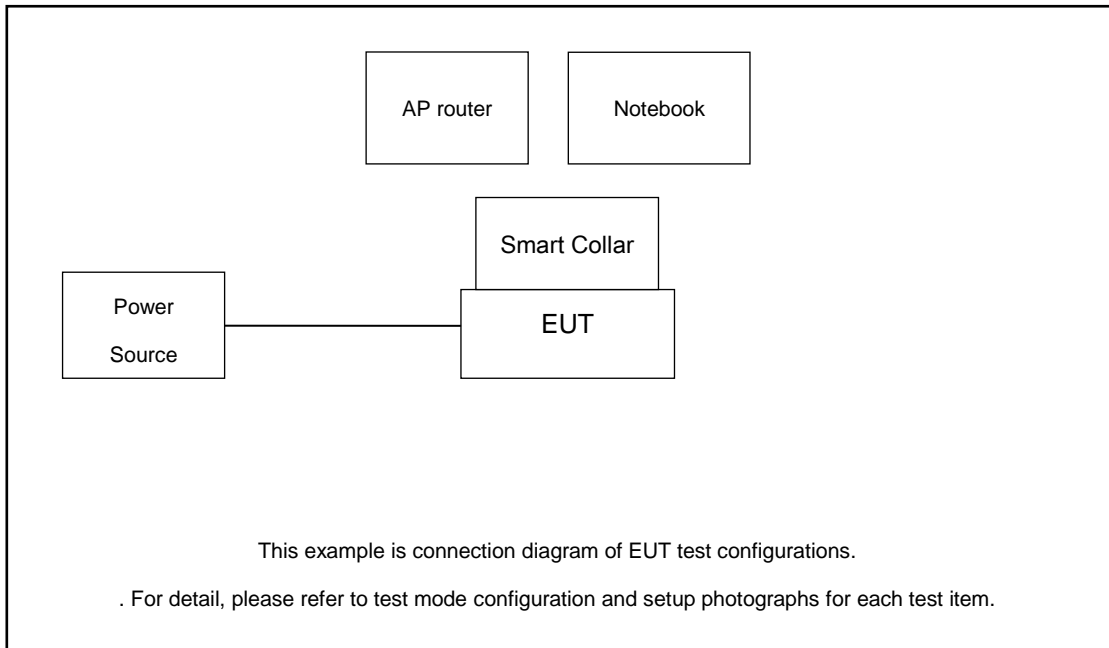 AP router
Notebook
Smart Collar
Power
Source
EUT
This example is connection diagram of EUT test configurations.
. For detail, please refer to test mode configuration and setup photographs for each test item.